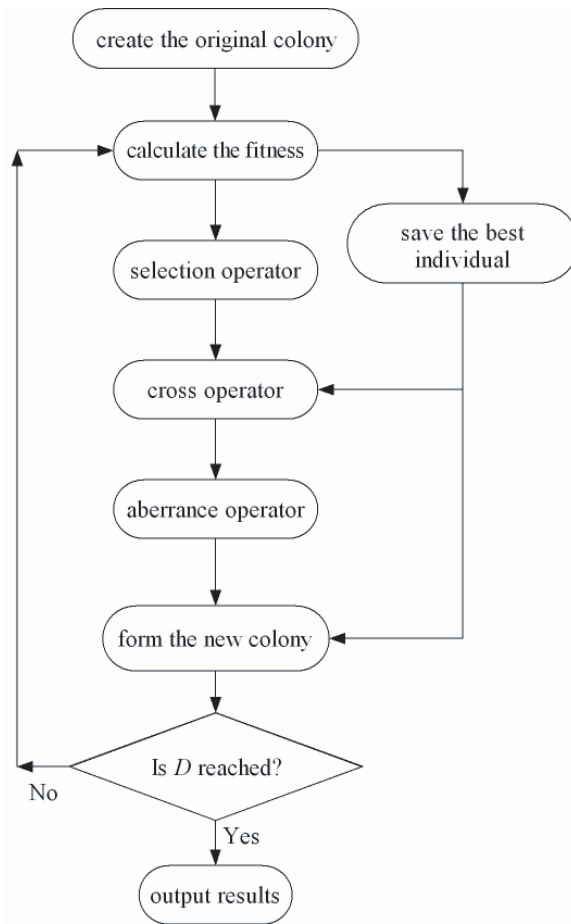 create the original colony
calculate the fitness
save the best
individual
selection operator
cross operator
aberrance operator
form the new colony
Is D reached?
No
Yes
output results